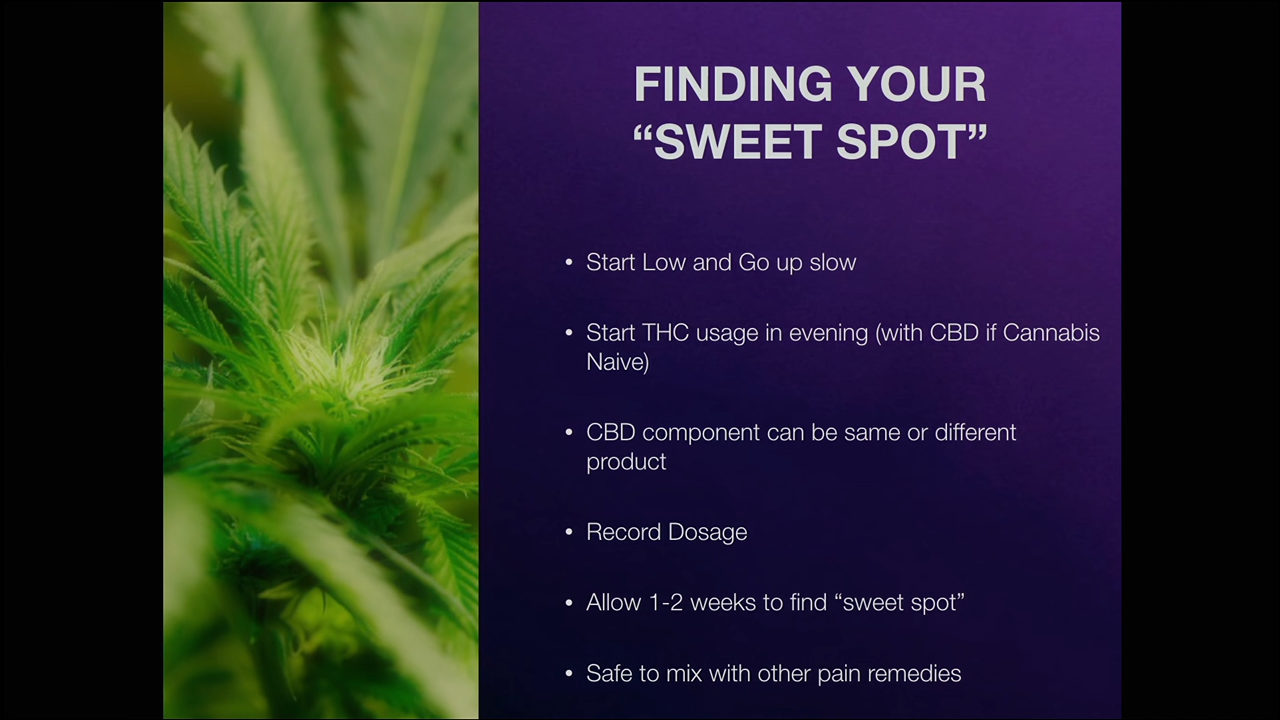 FINDING YOUR
“SWEET SPOT”
• Start Low and Go up slow
• Start THC usage in evening (with CBD if Cannabis
Naive)
• CBD component can be same or different
product
• Record Dosage
• Allow 1-2 weeks to find “sweet spot”
• Safe to mix with other pain remedies